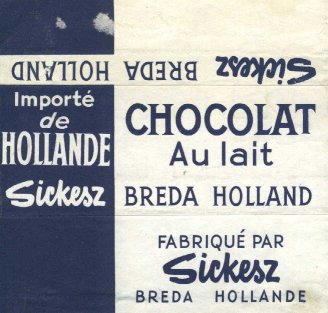 Sickesz BREDA HOLLAND
Importé
de
HOLLANDE
Sickesz
CHOCOLAT
Au lait
BREDA HOLLAND
FABRIQUÉ PAR
Sickesz
BREDA HOLLANDE